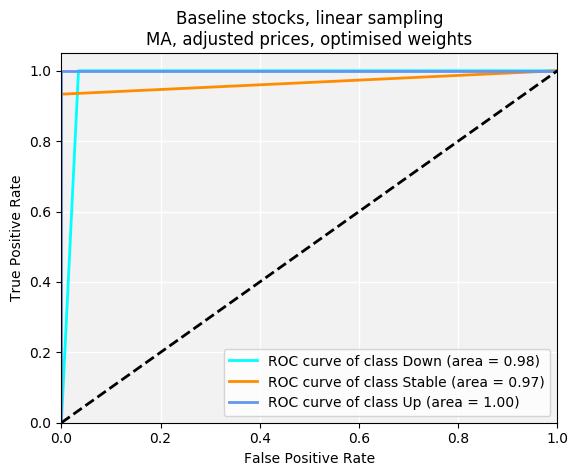 Baseline stocks, linear sampling
MA, adjusted prices, optimised weights
True Positive Rate
1.0
0.8
0.6
0.4
0.2
0.0
ROC curve of class Down (area = 0.98)
ROC curve of class Stable (area = 0.97)
ROC curve of class Up (area = 1.00)
0.0 0.2 0.4 0.6 0.8 1.0
False Positive Rate